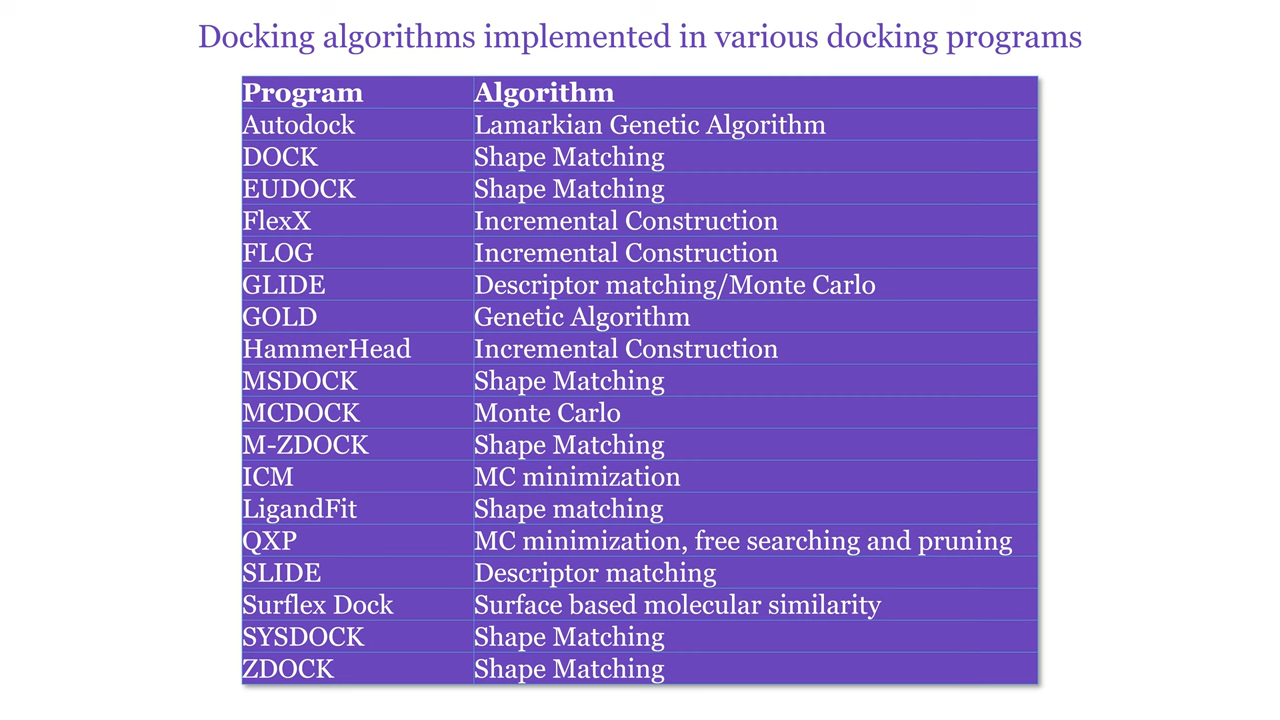 Docking algorithms implemented in various docking programs
Program Algorithm
Autodock Lamarkian Genetic Algorithm
DOCK Shape Matching
EUDOCK Shape Matching
FlexX Incremental Construction
FLOG Incremental Construction
GLIDE Descriptor matching/Monte Carlo
GOLD Genetic Algorithm
HammerHead Incremental Construction
MSDOCK Shape Matching
MCDOCK Monte Carlo
M-ZDOCK Shape Matching
ICM MC minimization
LigandFit Shape matching
QXP MC minimization, free searching and pruning
SLIDE Descriptor matching
Surflex Dock Surface based molecular similarity
SYSDOCK Shape Matching
ZDOCK Shape Matching